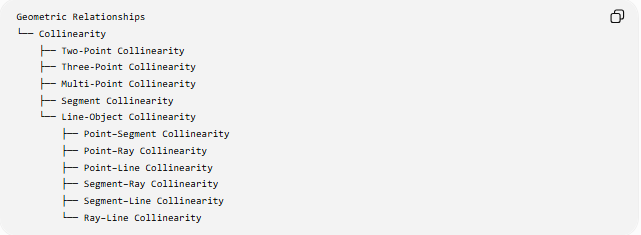 Geometric Relationships
└── Collinearity
    ├── Two-Point Collinearity
    ├── Three-Point Collinearity
    ├── Multi-Point Collinearity
    ├── Segment Collinearity
    └── Line-Object Collinearity
        ├── Point–Segment Collinearity
        ├── Point-Ray Collinearity
        ├── Point–Line Collinearity
        ├── Segment–Ray Collinearity
        ├── Segment–Line Collinearity
        └── Ray–Line Collinearity